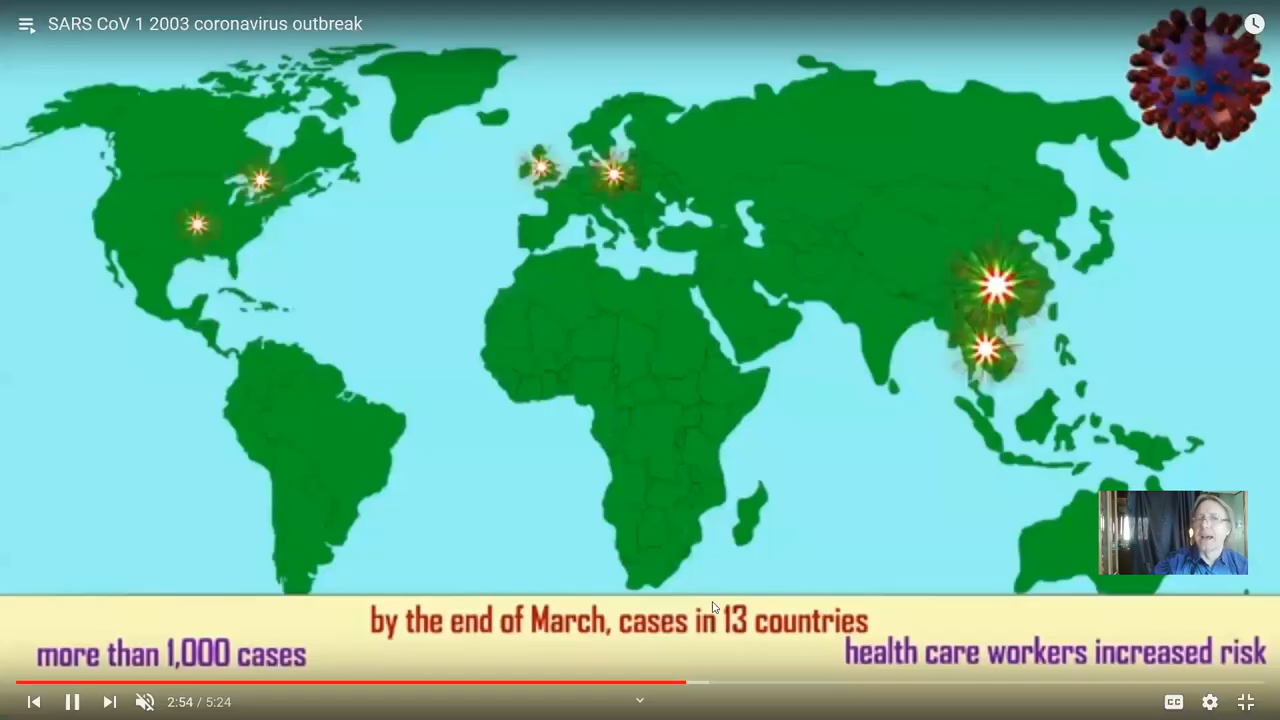 SARS CoV 1 2003 coronavirus outbreak
by the end of March, cases in 13 countries
more than 1,000 cases
health care workers increased risk
2:54 / 5:24
CC